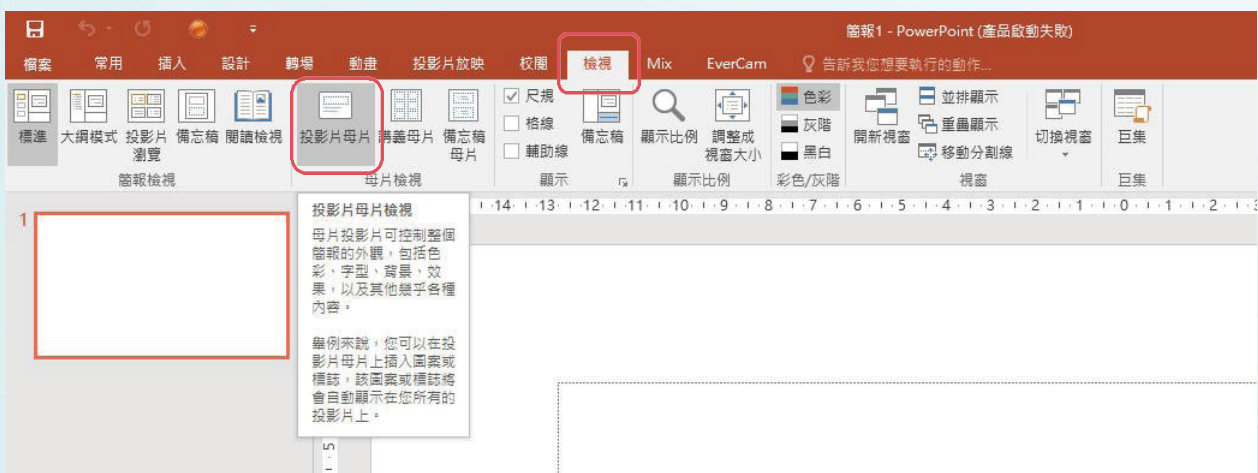 簡報1 - PowerPoint (產品啟動失敗)
檔案 常用 插入 設計 轉場 動畫 投影片放映 校閱 檢視 Mix EverCam 告訴我您想要執行的動作...
標準 大綱模式 投影片瀏覽 備忘稿 閱讀檢視
簡報檢視
投影片母片 講義母片 備忘稿母片
母片檢視
尺規
格線
輔助線
備忘稿
顯示
顯示比例 調整成視窗大小
顯示比例
色彩
灰階
黑白
彩色/灰階
開新視窗
並排顯示
重疊顯示
移動分割線
切換視窗
視窗
巨集
巨集
14 13 12 11 10 9 8 7 6 5 4 3 2 1 0 1 2 3
1
投影片母片檢視
母片投影片可控制整個
簡報的外觀，包括色
彩、字型、背景、效
果，以及其他幾乎各種
內容。
舉例來說，您可以在投
影片母片上插入圖案或
標誌，該圖案或標誌將
會自動顯示在您所有的
投影片上。
5